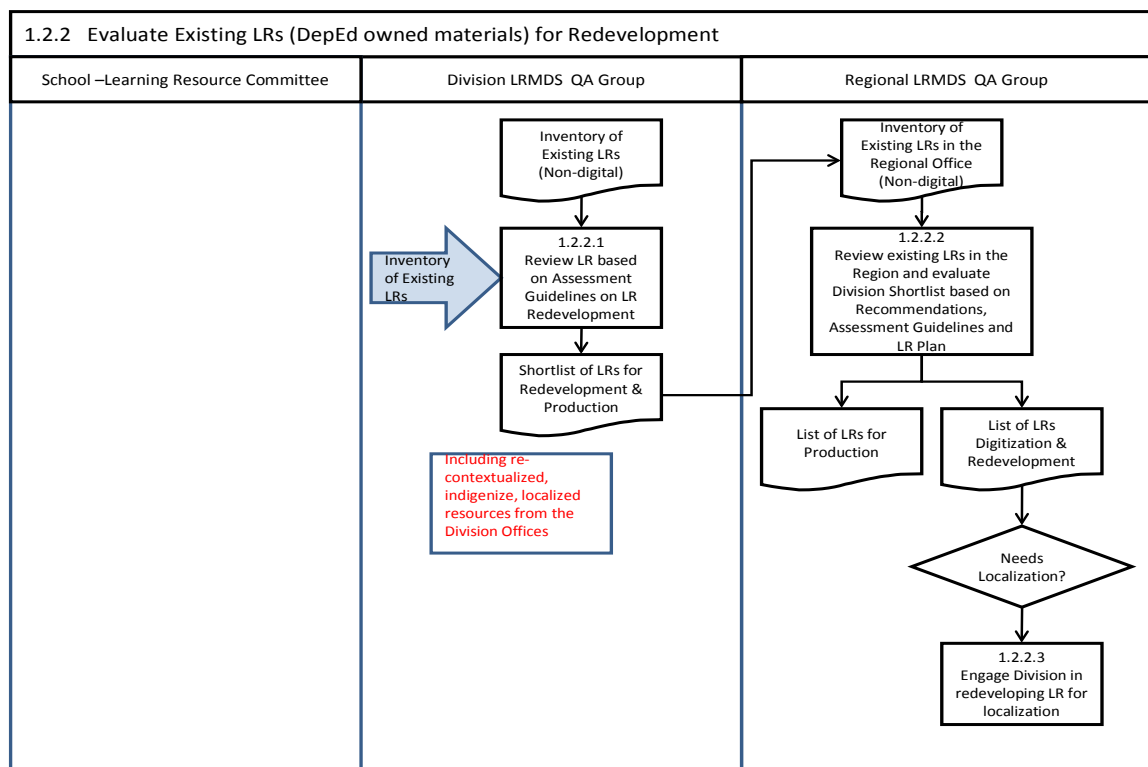 1.2.2 Evaluate Existing LRs (DepEd owned materials) for Redevelopment
School –Learning Resource Committee
Division LRMDS QA Group
Regional LRMDS QA Group
Inventory of
Existing LRs
(Non-digital)
Inventory of
Existing LRs in the
Regional Office
(Non-digital)
Inventory
of Existing
LRs
1.2.2.1
Review LR based
on Assessment
Guidelines on LR
Redevelopment
1.2.2.2
Review existing LRs in the
Region and evaluate
Division Shortlist based on
Recommendations,
Assessment Guidelines and
LR Plan
Shortlist of LRs for
Redevelopment &
Production
List of LRs for
Production
List of LRs
Digitization &
Redevelopment
Including re-
contextualized,
indigenize, localized
resources from the
Division Offices
Needs
Localization?
1.2.2.3
Engage Division in
redeveloping LR for
localization